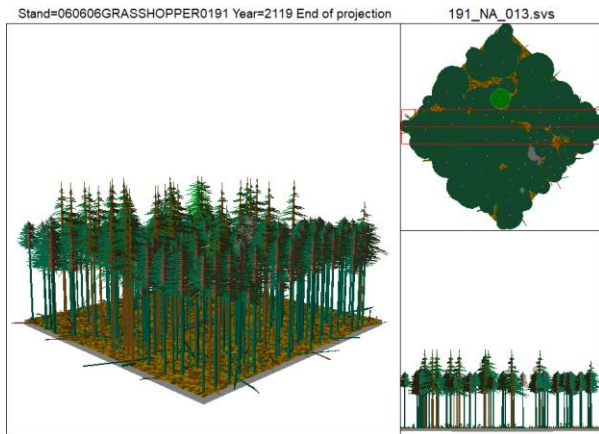 Stand=060606GRASSHOPPER0191 Year=2119 End of projection
191_NA_013.svs